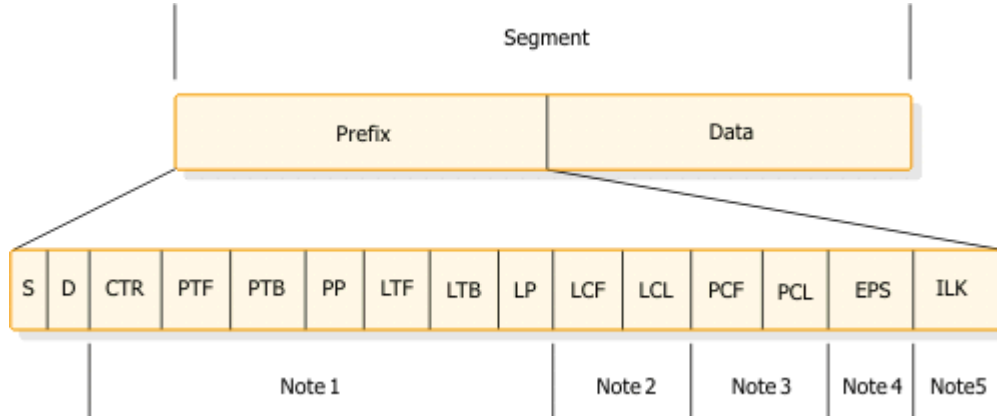 Segment
Prefix Data
S D CTR PTF PTB PP LTF LTB LP LCF LCL PCF PCL EPS ILK
Note 1 Note 2 Note 3 Note 4 Note5